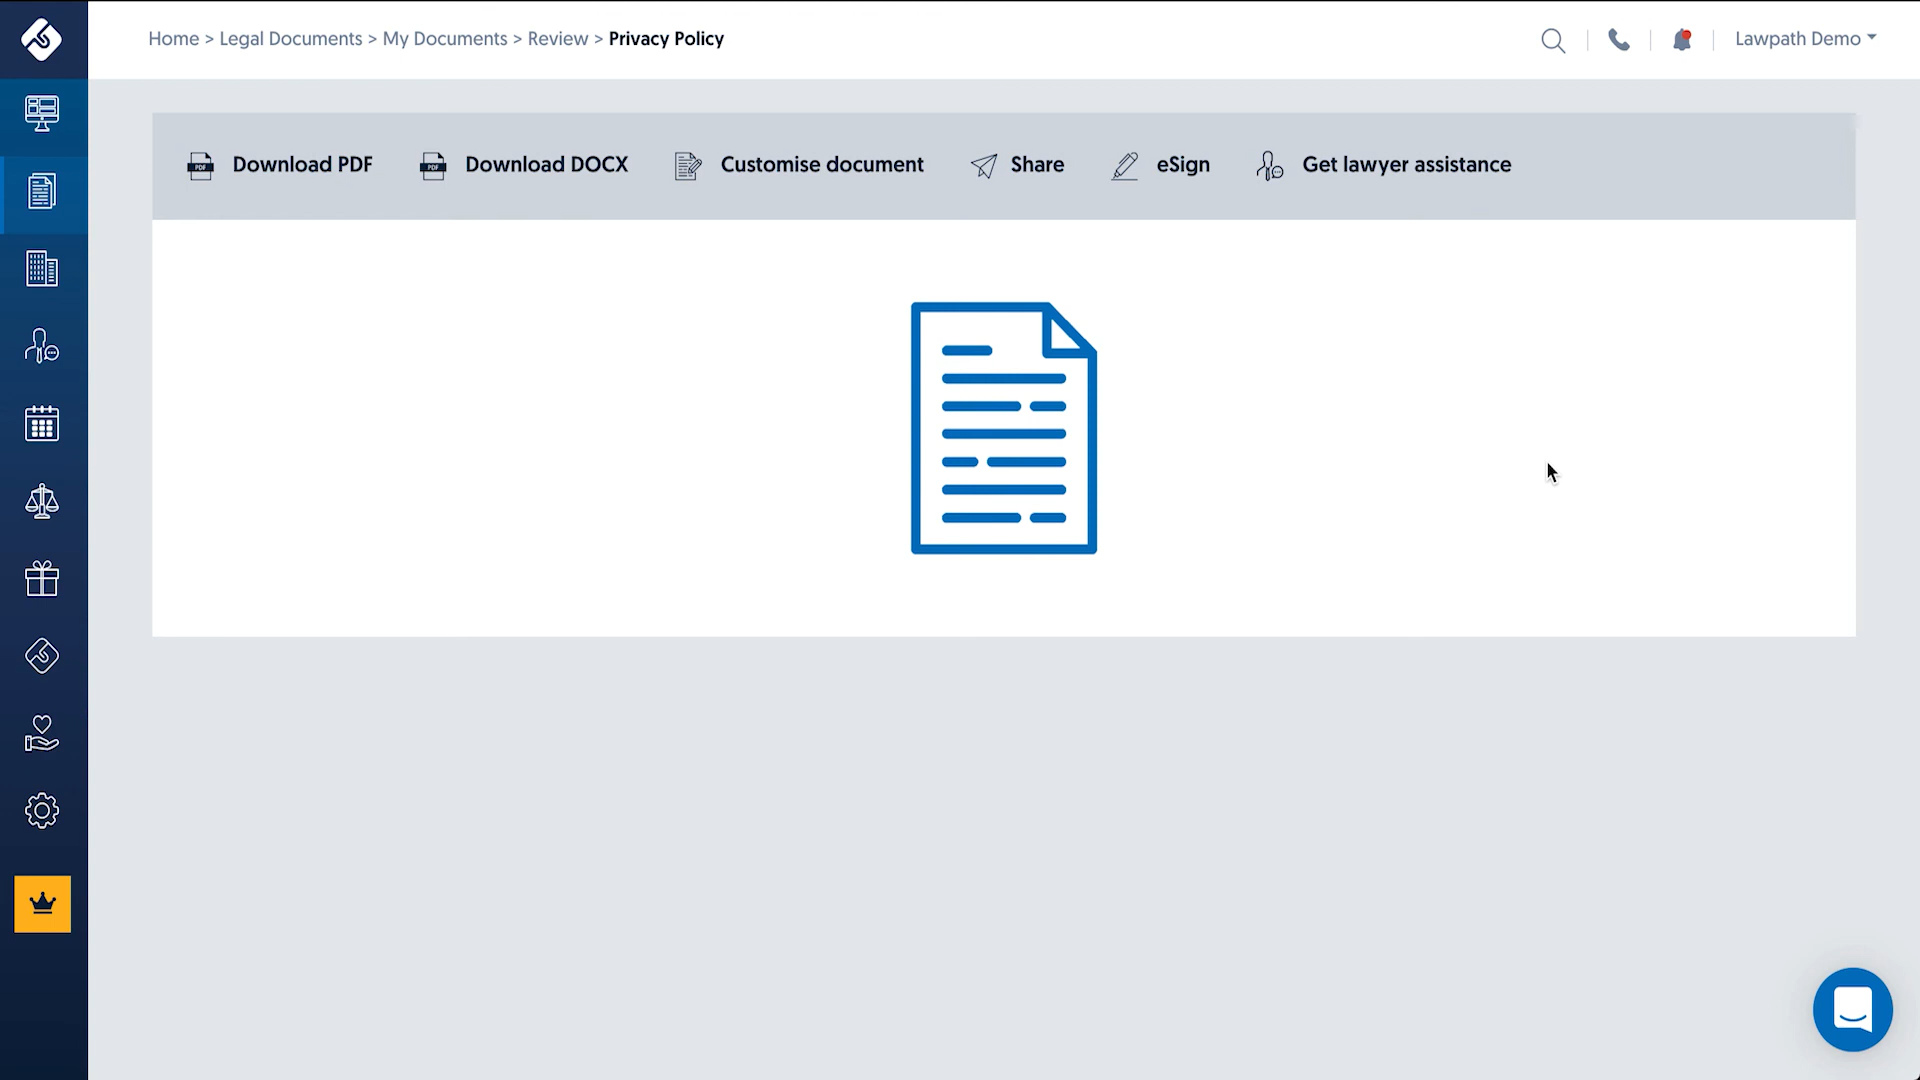 Home > Legal Documents > My Documents > Review > Privacy Policy
Lawpath Demo
Download PDF
Download DOCX
Customise document
Share
eSign
Get lawyer assistance